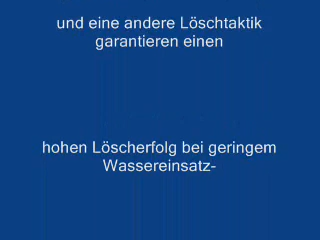 und eine andere Löschtaktik
garantieren einen
hohen Löscherfolg bei geringem
Wassereinsatz-